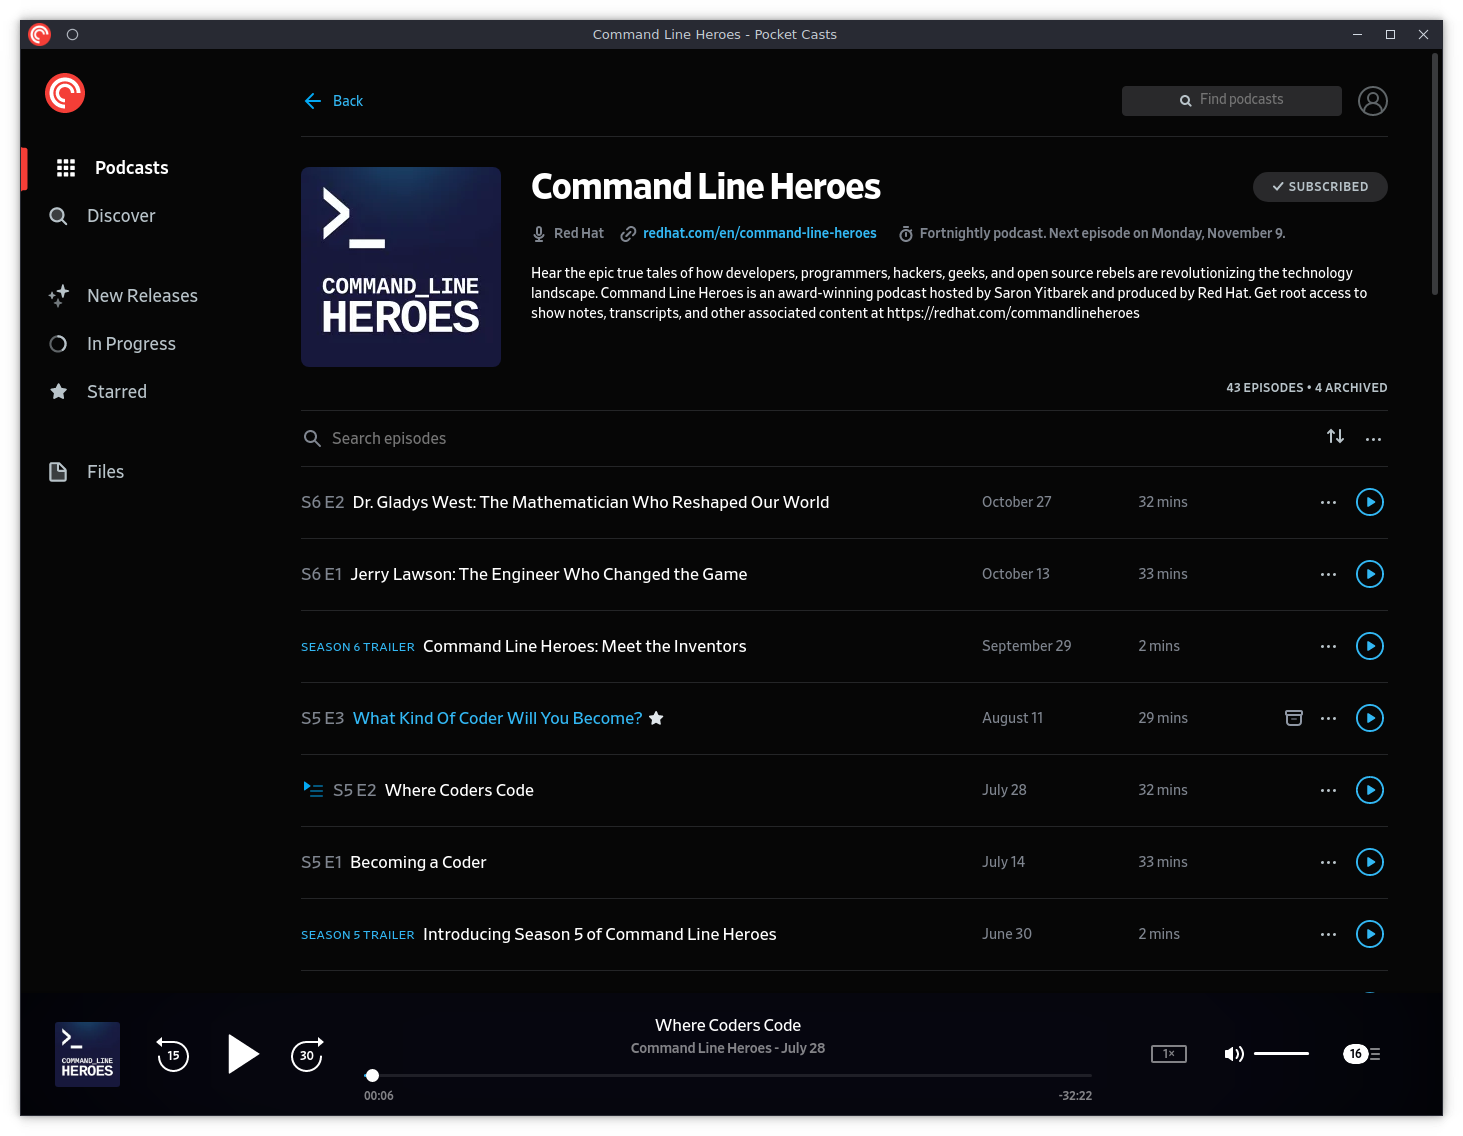 Command Line Heroes - Pocket Casts
Back
Find podcasts
Podcasts
Discover
New Releases
In Progress
Starred
Files
>_
COMMAND_LINE
HEROES
Command Line Heroes
SUBSCRIBED
Red Hat redhat.com/en/command-line-heroes Fortnightly podcast. Next episode on Monday, November 9.
Hear the epic true tales of how developers, programmers, hackers, geeks, and open source rebels are revolutionizing the technology
landscape. Command Line Heroes is an award-winning podcast hosted by Saron Yitbarek and produced by Red Hat. Get root access to
show notes, transcripts, and other associated content at https://redhat.com/commandlineheroes
43 EPISODES • 4 ARCHIVED
Search episodes
S6 E2 Dr. Gladys West: The Mathematician Who Reshaped Our World October 27 32 mins
S6 E1 Jerry Lawson: The Engineer Who Changed the Game October 13 33 mins
SEASON 6 TRAILER Command Line Heroes: Meet the Inventors September 29 2 mins
S5 E3 What Kind Of Coder Will You Become? August 11 29 mins
S5 E2 Where Coders Code July 28 32 mins
S5 E1 Becoming a Coder July 14 33 mins
SEASON 5 TRAILER Introducing Season 5 of Command Line Heroes June 30 2 mins
>_
COMMAND_LINE
HEROES
15
30
Where Coders Code
Command Line Heroes - July 28
00:06
-32:22
1×
16